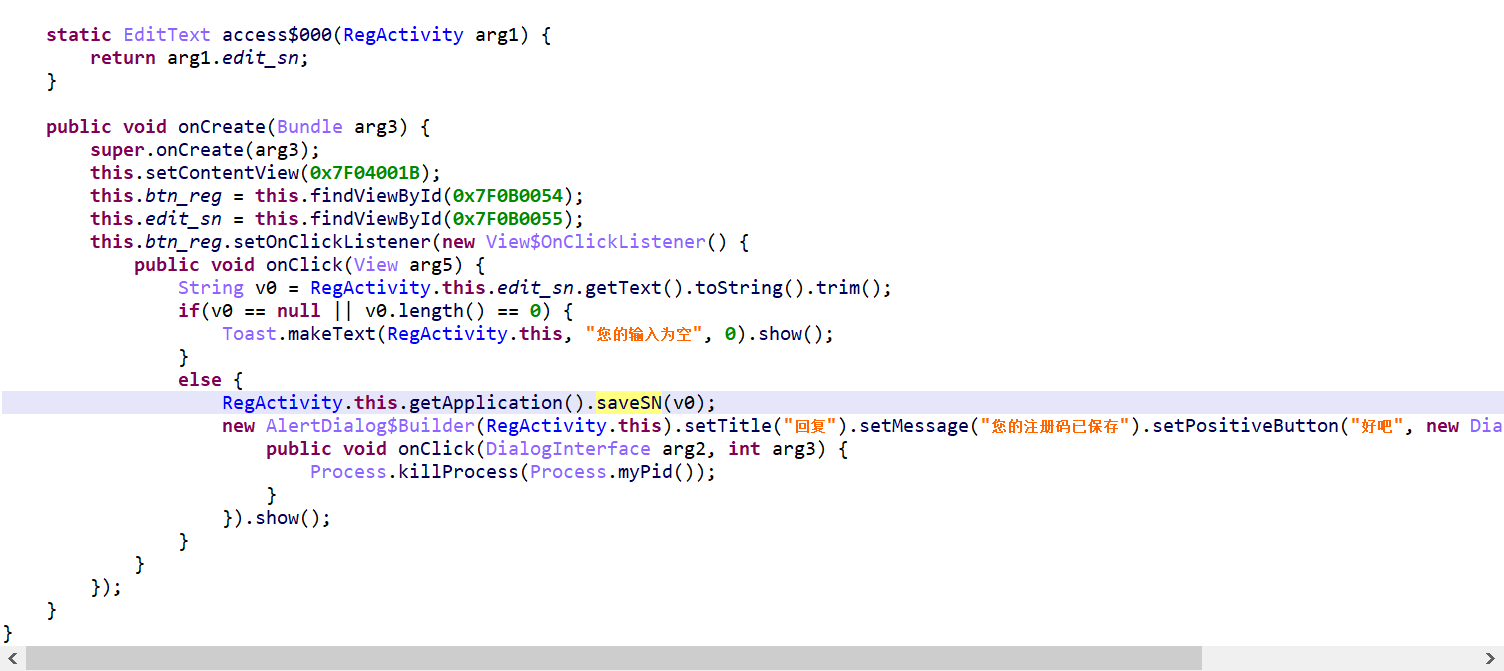 static EditText access$000(RegActivity arg1) {
return arg1.edit_sn;
}
public void onCreate(Bundle arg3) {
super.onCreate(arg3);
this.setContentView(0x7F04001B);
this.btn_reg = this.findViewById(0x7F0B0054);
this.edit_sn = this.findViewById(0x7F0B0055);
this.btn_reg.setOnClickListener(new View$OnClickListener() {
public void onClick(View arg5) {
String v0 = RegActivity.this.edit_sn.getText().toString().trim();
if(v0 == null || v0.length() == 0) {
Toast.makeText(RegActivity.this, "您的输入为空", 0).show();
}
else {
RegActivity.this.getApplication().saveSN(v0);
new AlertDialog$Builder(RegActivity.this).setTitle("回复").setMessage("您的注册码已保存").setPositiveButton("好吧", new Dia
public void onClick(DialogInterface arg2, int arg3) {
Process.killProcess(Process.myPid());
}
}).show();
}
}
});
}
}